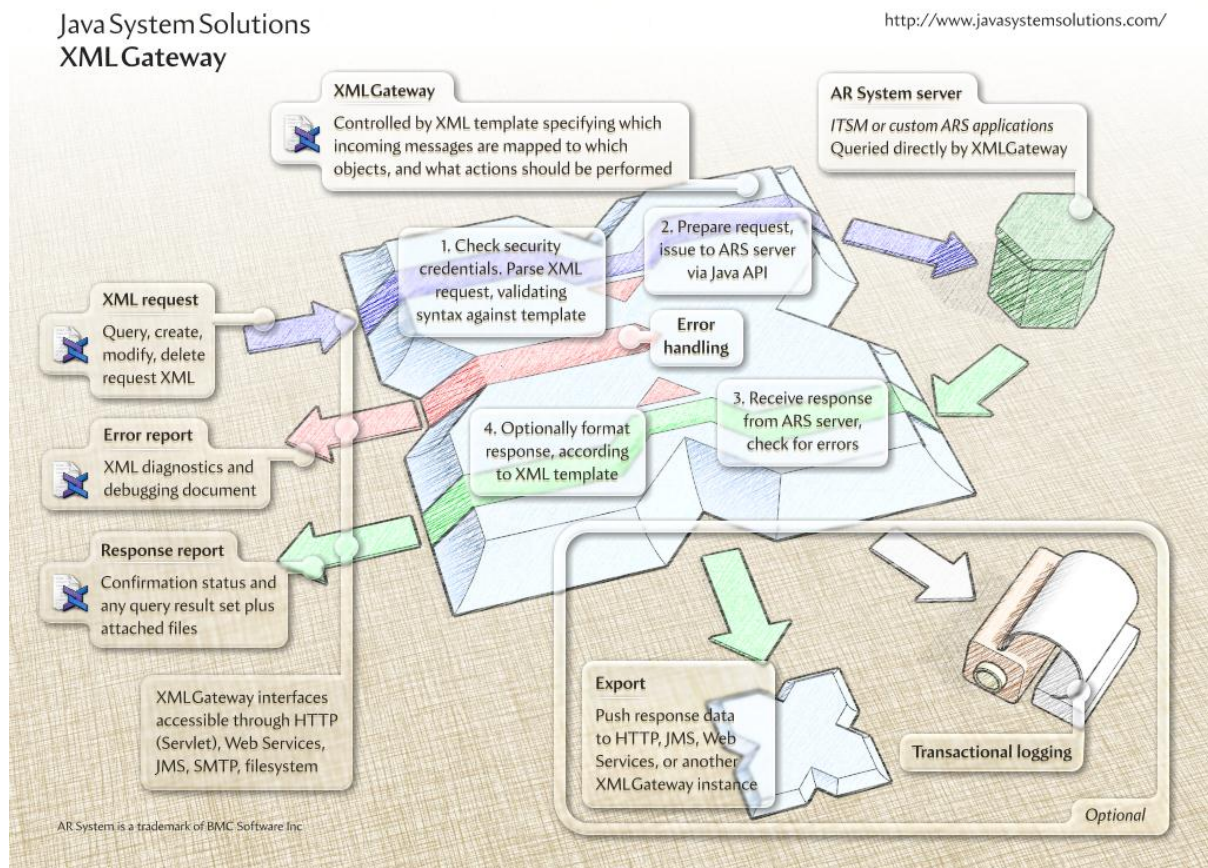 Java System Solutions
XMLGateway
http://www.javasystemsolutions.com/
XMLGateway
Controlled by XML template specifying which
incoming messages are mapped to which
objects, and what actions should be performed
AR System server
ITSM or custom ARS applications
Queried directly by XMLGateway
1. Check security
credentials. Parse XML
request, validating
syntax against template
2. Prepare request,
issue to ARS server
via Java API
XML request
Query, create,
modify, delete
request XML
Error
handling
3. Receive response
from ARS server,
check for errors
4. Optionally format
response, according
to XML template
Error report
XML diagnostics and
debugging document
Response report
Confirmation status and
any query result set plus
attached files
XMLGateway interfaces
accessible through HTTP
(Servlet), Web Services,
JMS, SMTP, filesystem
Export
Push response data
to HTTP, JMS, Web
Services, or another
XMLGateway instance
Transactional logging
Optional
AR System is a trademark of BMC Software Inc